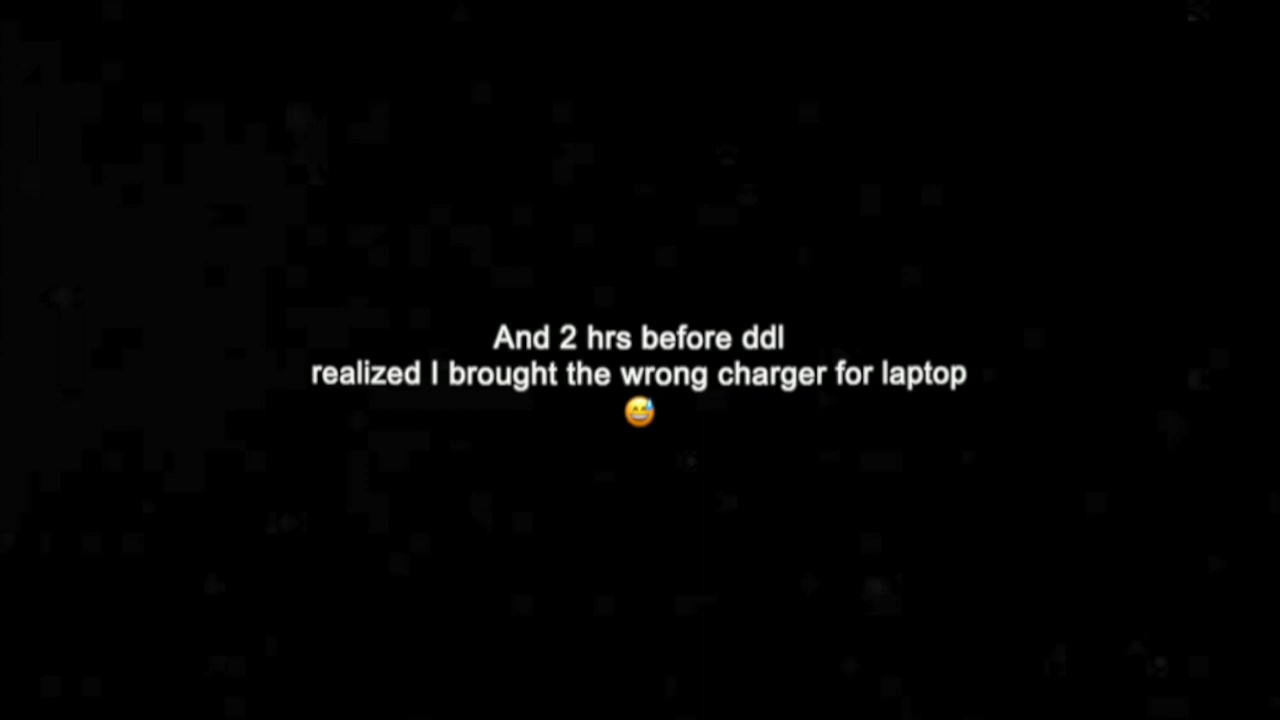 And 2 hrs before ddl
realized I brought the wrong charger for laptop
😅